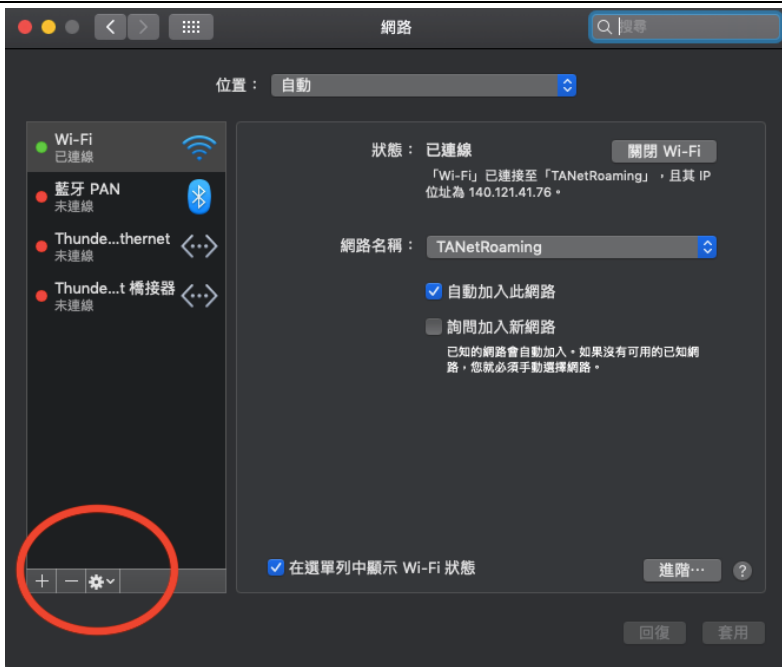 網路
搜尋
位置： 自動
Wi-Fi
已連線
藍牙 PAN
未連線
Thunde...thernet
未連線
Thunde...t 橋接器
未連線
狀態： 已連線
關閉 Wi-Fi
「Wi-Fi」已連接至「TANetRoaming」，且其 IP
位址為 140.121.41.76。
網路名稱： TANetRoaming
自動加入此網路
詢問加入新網路
已知的網路會自動加入。如果沒有可用的已知網
路，您就必須手動選擇網路。
在選單列中顯示 Wi-Fi 狀態
進階⋯
?
回復
套用